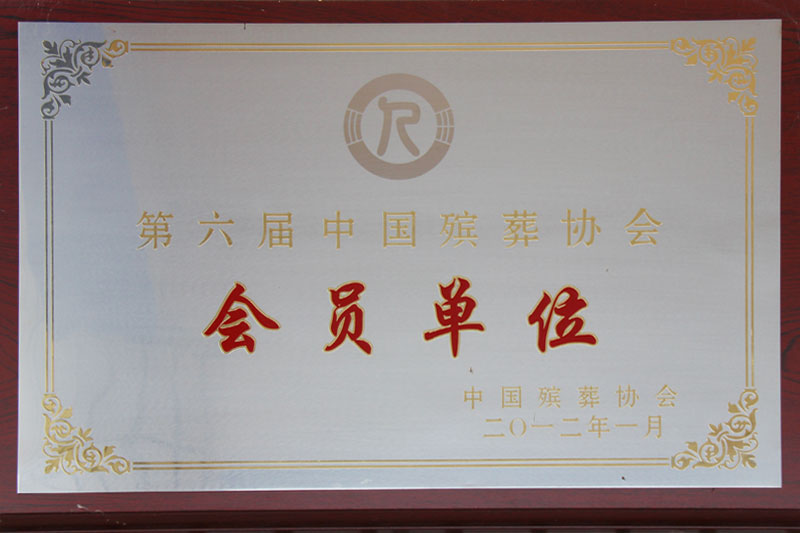 第六届中国殡葬协会
会员单位
中国殡葬协会
二〇一二年一月